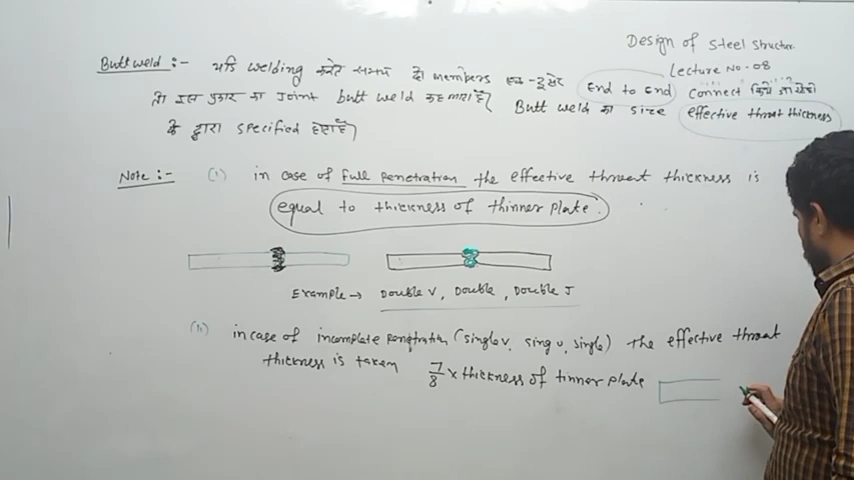 Design of Steel Structur.
Lecture No - 08
Butt weld :- यदि welding करते समय दो members एक-दूसरे End to End connect किये जा रहे हो
तो इस प्रकार का Joint butt weld कहलाता है। Butt weld का size effective throat thickness
के द्वारा specified होता है।
Note :- (i) in case of full penetration the effective throat thickness is
equal to thickness of thinner plate.
Example → Double V, Double , Double J
(ii) in case of incomplete penetration (single v, sing u, single) the effective throat
thickness is taken 7/8 × thickness of tinner plate